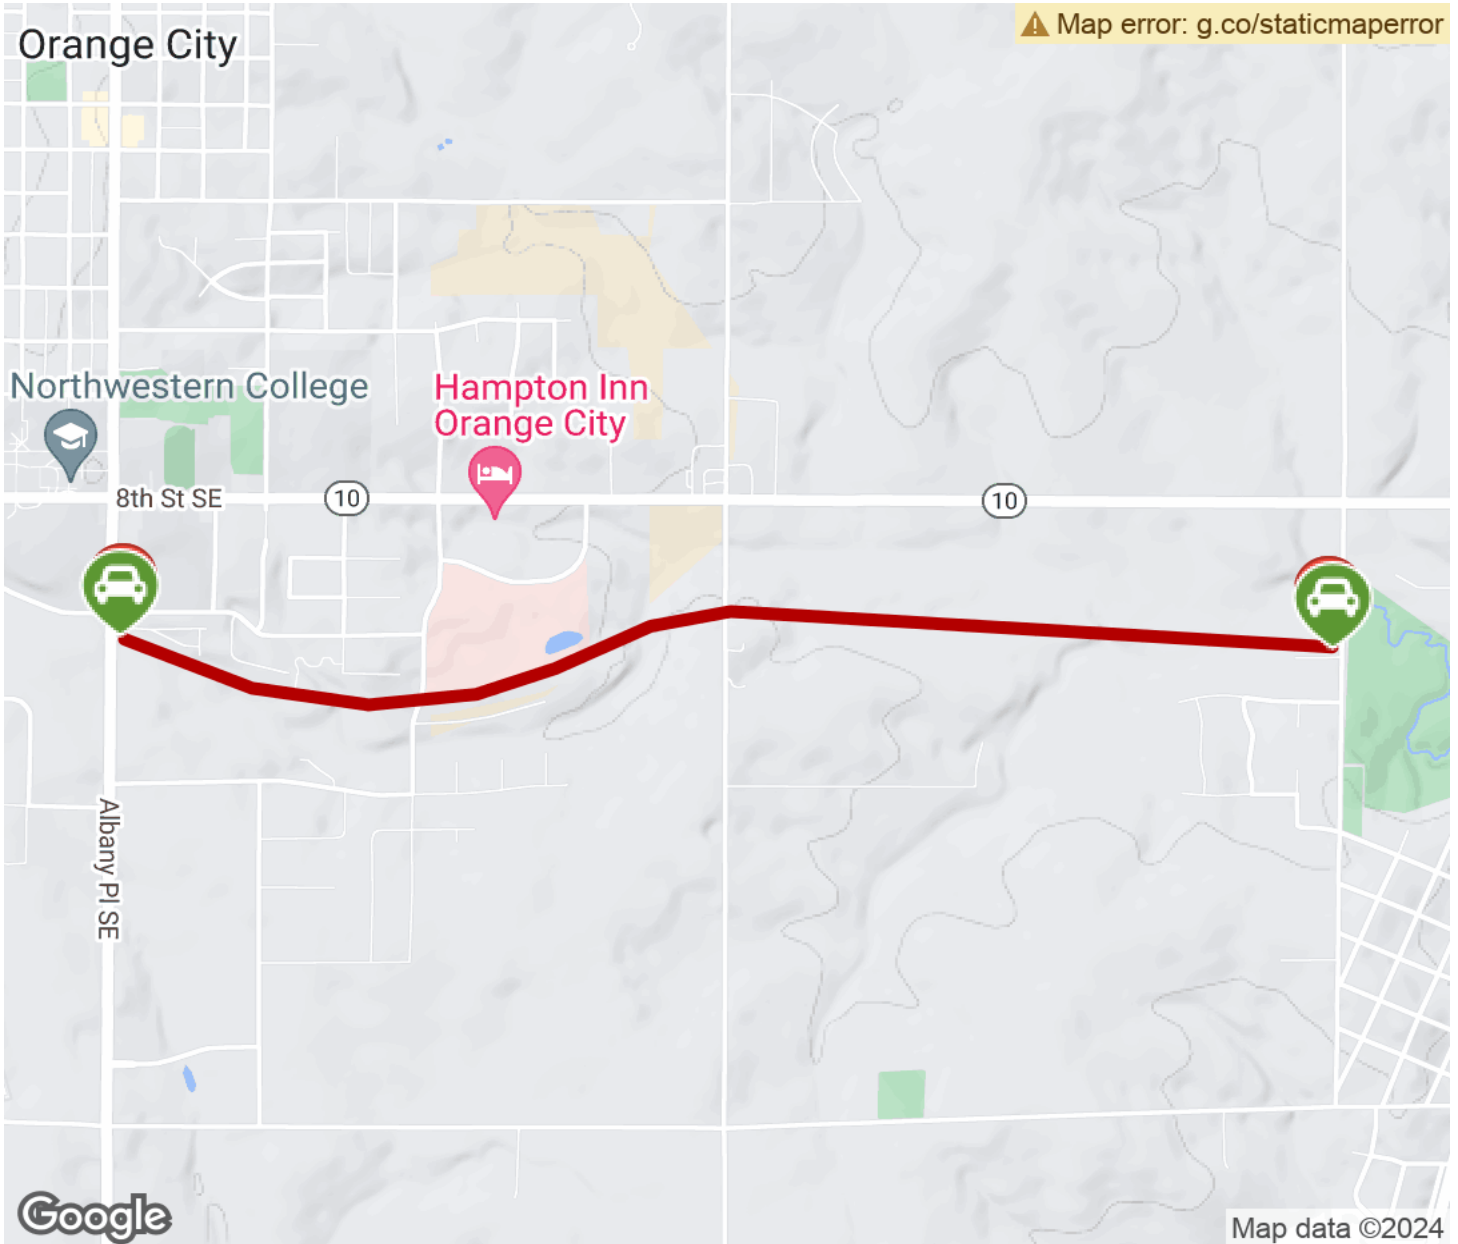 Orange City
Map error: g.co/staticmaperror
Northwestern College
Hampton Inn
Orange City
8th St SE
10
10
Albany Pl SE
Google
Map data ©2024